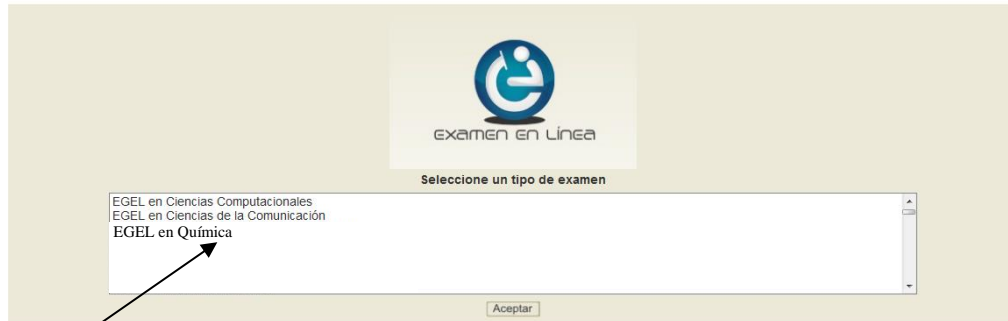 examen en Línea
Seleccione un tipo de examen
EGEL en Ciencias Computacionales
EGEL en Ciencias de la Comunicación
EGEL en Química
Aceptar